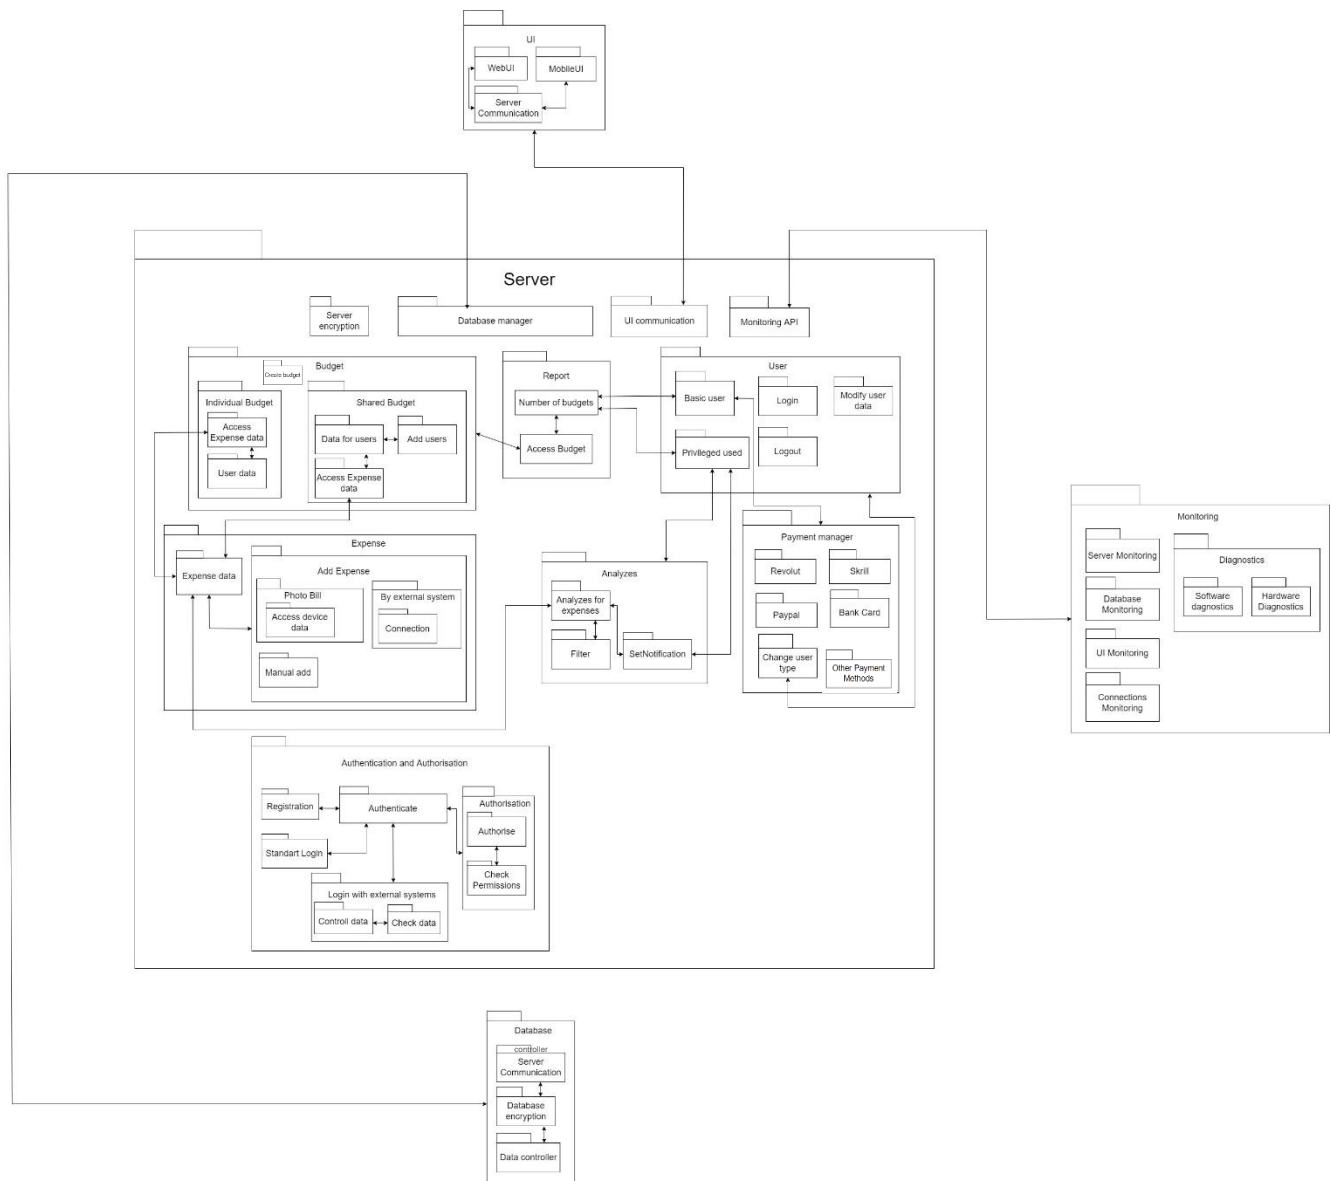 UI
WebUI
MoblieUI
Server
Communication
Server
Server
encryption
Database manager
UI communication
Monitoring API
Budget
Create budget
Individual Budget
Access
Expense data
User data
Shared Budget
Data for users
Add users
Access Expense
data
Report
Number of budgets
Access Budget
User
Basic user
Login
Modify user
data
Privileged used
Logout
Expense
Expense data
Add Expense
Photo Bill
Access device
data
By external system
Connection
Manual add
Analyzes
Analyzes for
expenses
Filter
SetNotification
Payment manager
Revolut
Skrill
Paypal
Bank Card
Change user
type
Other Payment
Methods
Monitoring
Server Monitoring
Database
Monitoring
UI Monitoring
Connections
Monitoring
Diagnostics
Software
dagnostics
Hardware
Diagnostics
Authentication and Authorisation
Registration
Authenticate
Standart Login
Authorisation
Authorise
Check
Permissions
Login with external systems
Controll data
Check data
Database
controller
Server
Communication
Database
encryption
Data controller